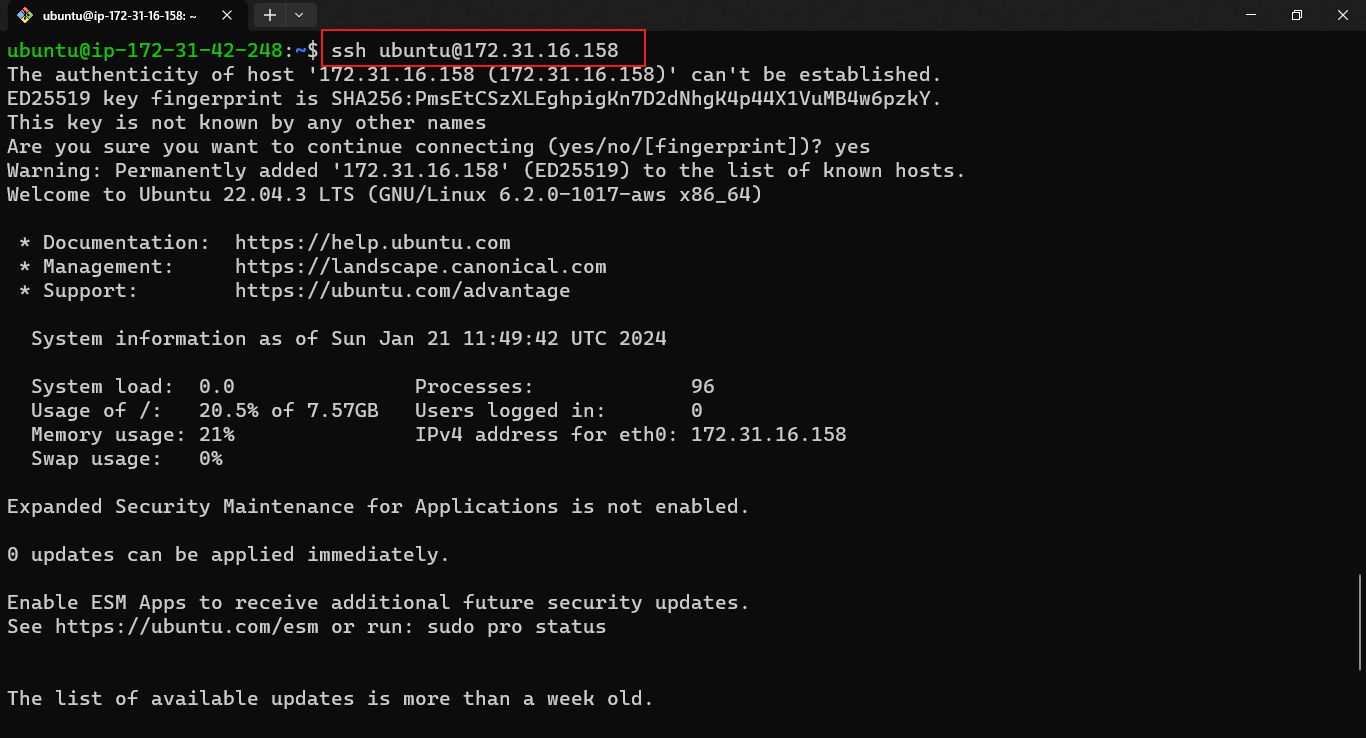 ubuntu@ip-172-31-16-158: ~
ubuntu@ip-172-31-42-248:~$ ssh ubuntu@172.31.16.158
The authenticity of host '172.31.16.158 (172.31.16.158)' can't be established.
ED25519 key fingerprint is SHA256:PmsEtCSzXLEghpigKn7D2dNhgK4p44X1VuMB4w6pzkY.
This key is not known by any other names
Are you sure you want to continue connecting (yes/no/[fingerprint])? yes
Warning: Permanently added '172.31.16.158' (ED25519) to the list of known hosts.
Welcome to Ubuntu 22.04.3 LTS (GNU/Linux 6.2.0-1017-aws x86_64)
* Documentation:  https://help.ubuntu.com
* Management:     https://landscape.canonical.com
* Support:        https://ubuntu.com/advantage
System information as of Sun Jan 21 11:49:42 UTC 2024
System load:  0.0               Processes:             96
Usage of /:   20.5% of 7.57GB   Users logged in:       0
Memory usage: 21%               IPv4 address for eth0: 172.31.16.158
Swap usage:   0%
Expanded Security Maintenance for Applications is not enabled.
0 updates can be applied immediately.
Enable ESM Apps to receive additional future security updates.
See https://ubuntu.com/esm or run: sudo pro status
The list of available updates is more than a week old.